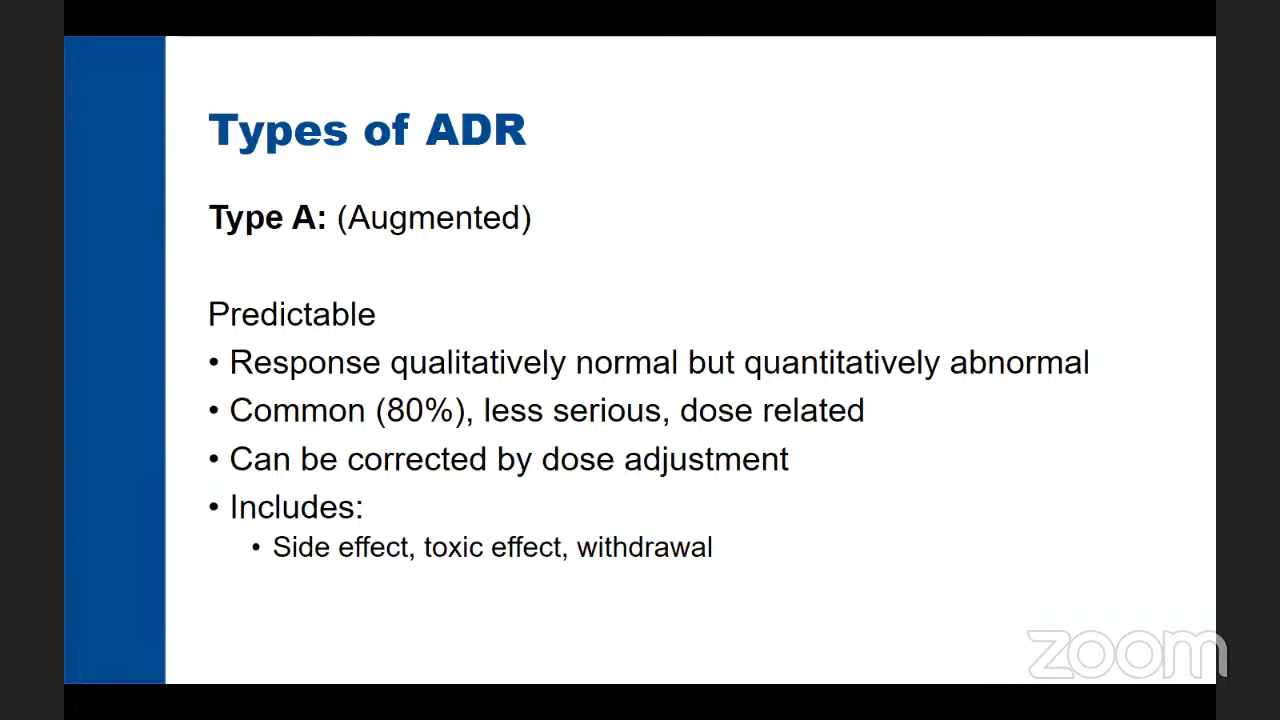 Types of ADR
Type A: (Augmented)
Predictable
• Response qualitatively normal but quantitatively abnormal
• Common (80%), less serious, dose related
• Can be corrected by dose adjustment
• Includes:
• Side effect, toxic effect, withdrawal
zoom